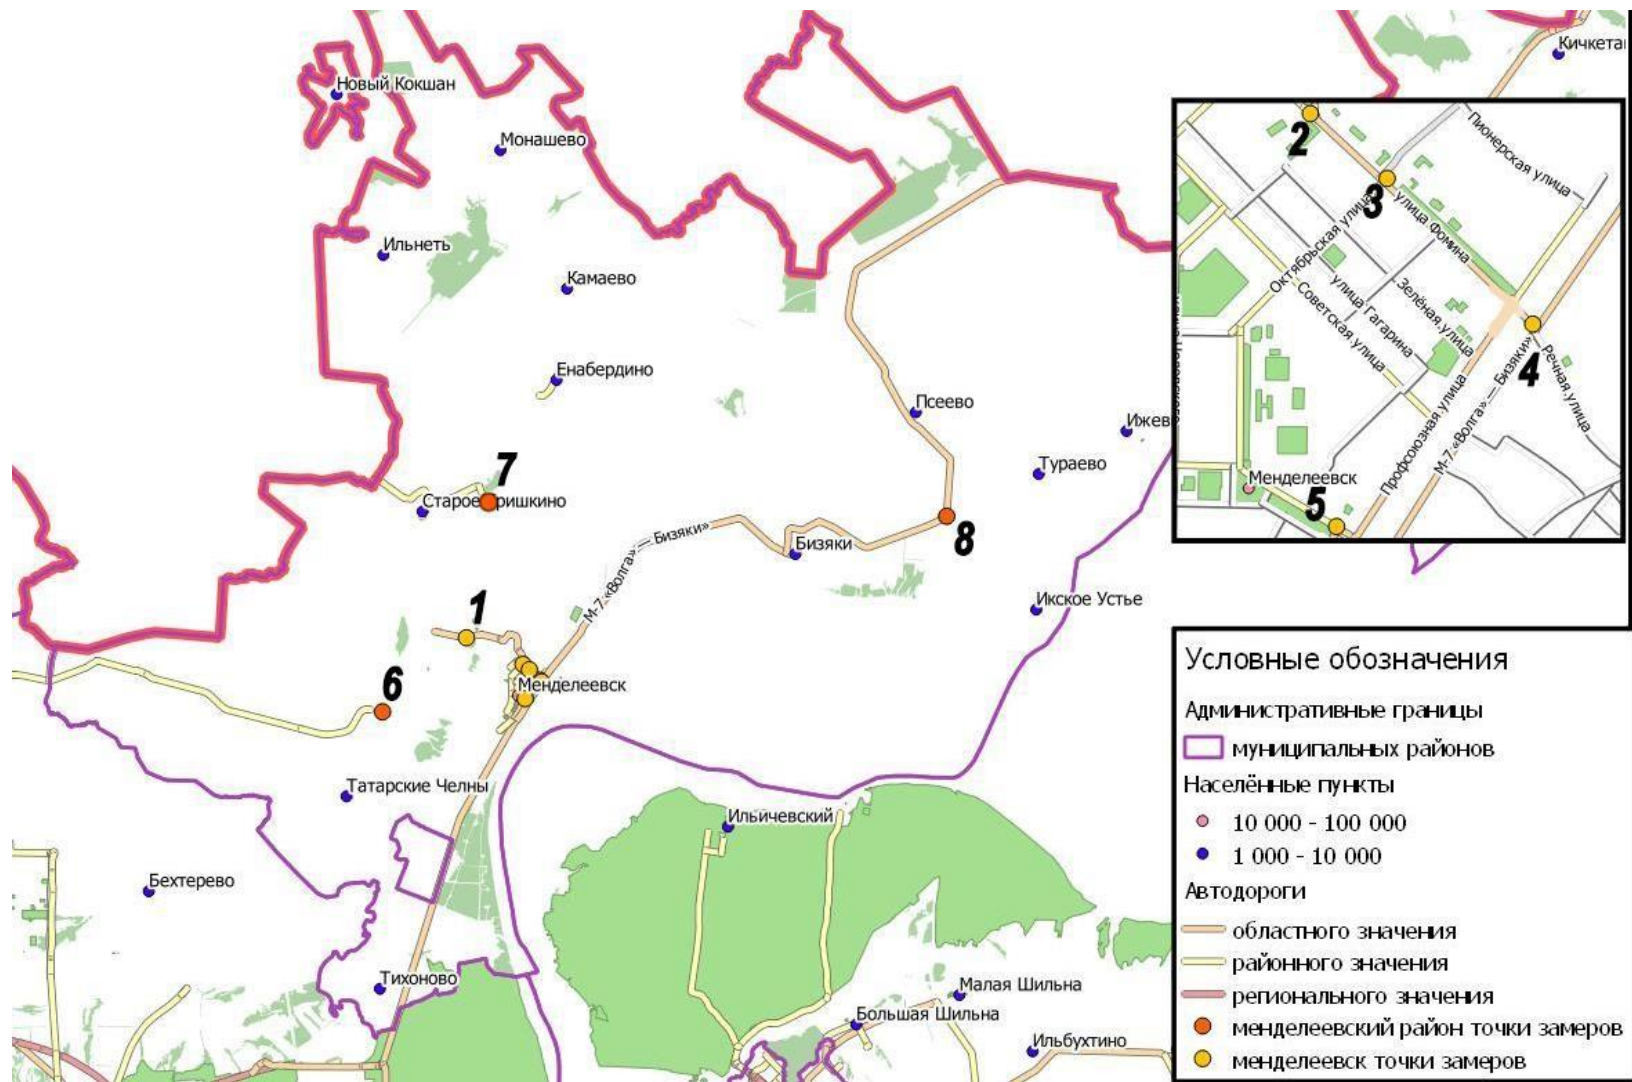 Новый Кокшан
Кичкета
Монашево
Ильнеть
Камаево
Енабердино
Псеево
Ижев
Тураево
7
8
Бизяки
М-7 «Волга» — Бизяки»
Икское Устье
1
Менделеевск
6
Татарские Челны
Ильичевский
Бехтерево
Тихоново
Малая Шильна
Большая Шильна
Ильбухтино
2
3
4
5
Пионерская улица
улица Фомина
Октябрьская улица
Зелёная улица
улица Гагарина
Советская улица
Профсоюзная улица
М-7 «Волга» — Бизяки»
Речная улица
Менделеевск
Условные обозначения
Административные границы
муниципальных районов
Населённые пункты
10 000 - 100 000
1 000 - 10 000
Автодороги
областного значения
районного значения
регионального значения
менделеевский район точки замеров
менделеевск точки замеров